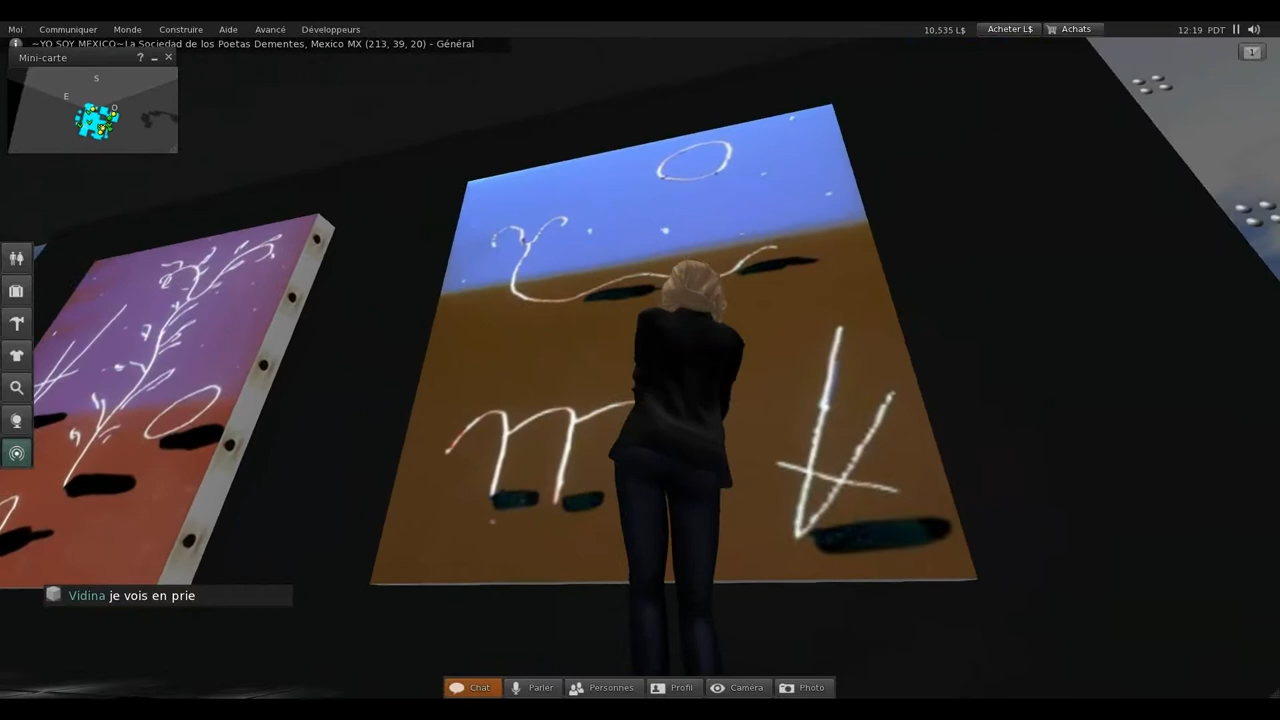 Moi Communiquer Monde Construire Aide Avancé Développeurs 10,535 L$ Acheter L$ Achats 12:19 PDT
~YO SOY MEXICO~La Sociedad de los Poetas Dementes, Mexico MX (213, 39, 20) - Général
Mini-carte ? 1
S
E O
Vidina je vois en prie
Chat Parler Personnes Profil Caméra Photo